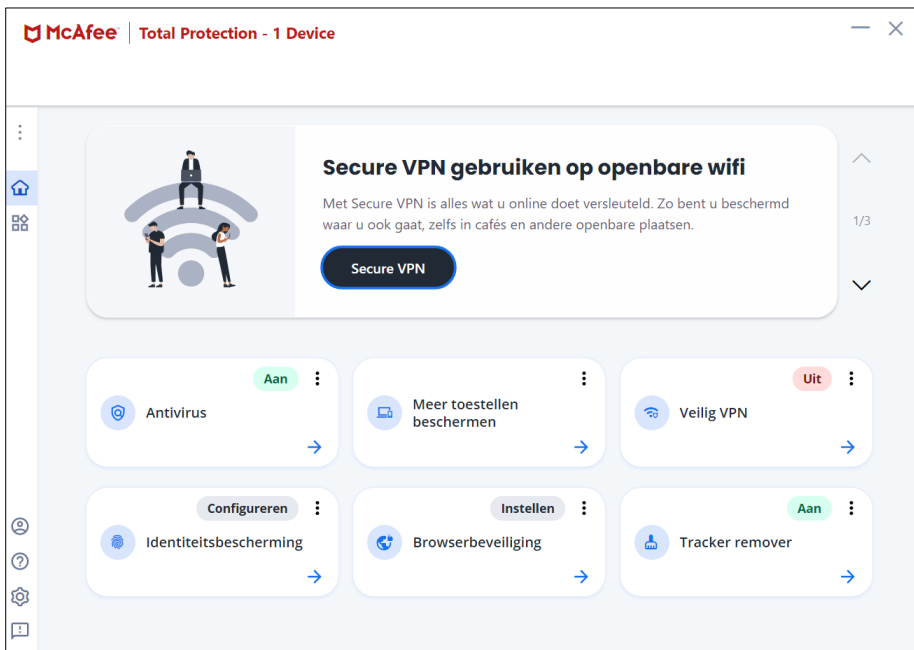 McAfee Total Protection - 1 Device
Secure VPN gebruiken op openbare wifi
Met Secure VPN is alles wat u online doet versleuteld. Zo bent u beschermd
waar u ook gaat, zelfs in cafés en andere openbare plaatsen.
Secure VPN
1/3
Aan
Antivirus
Meer toestellen
beschermen
Uit
Veilig VPN
Configureren
Identiteitsbescherming
Instellen
Browserbeveiliging
Aan
Tracker remover